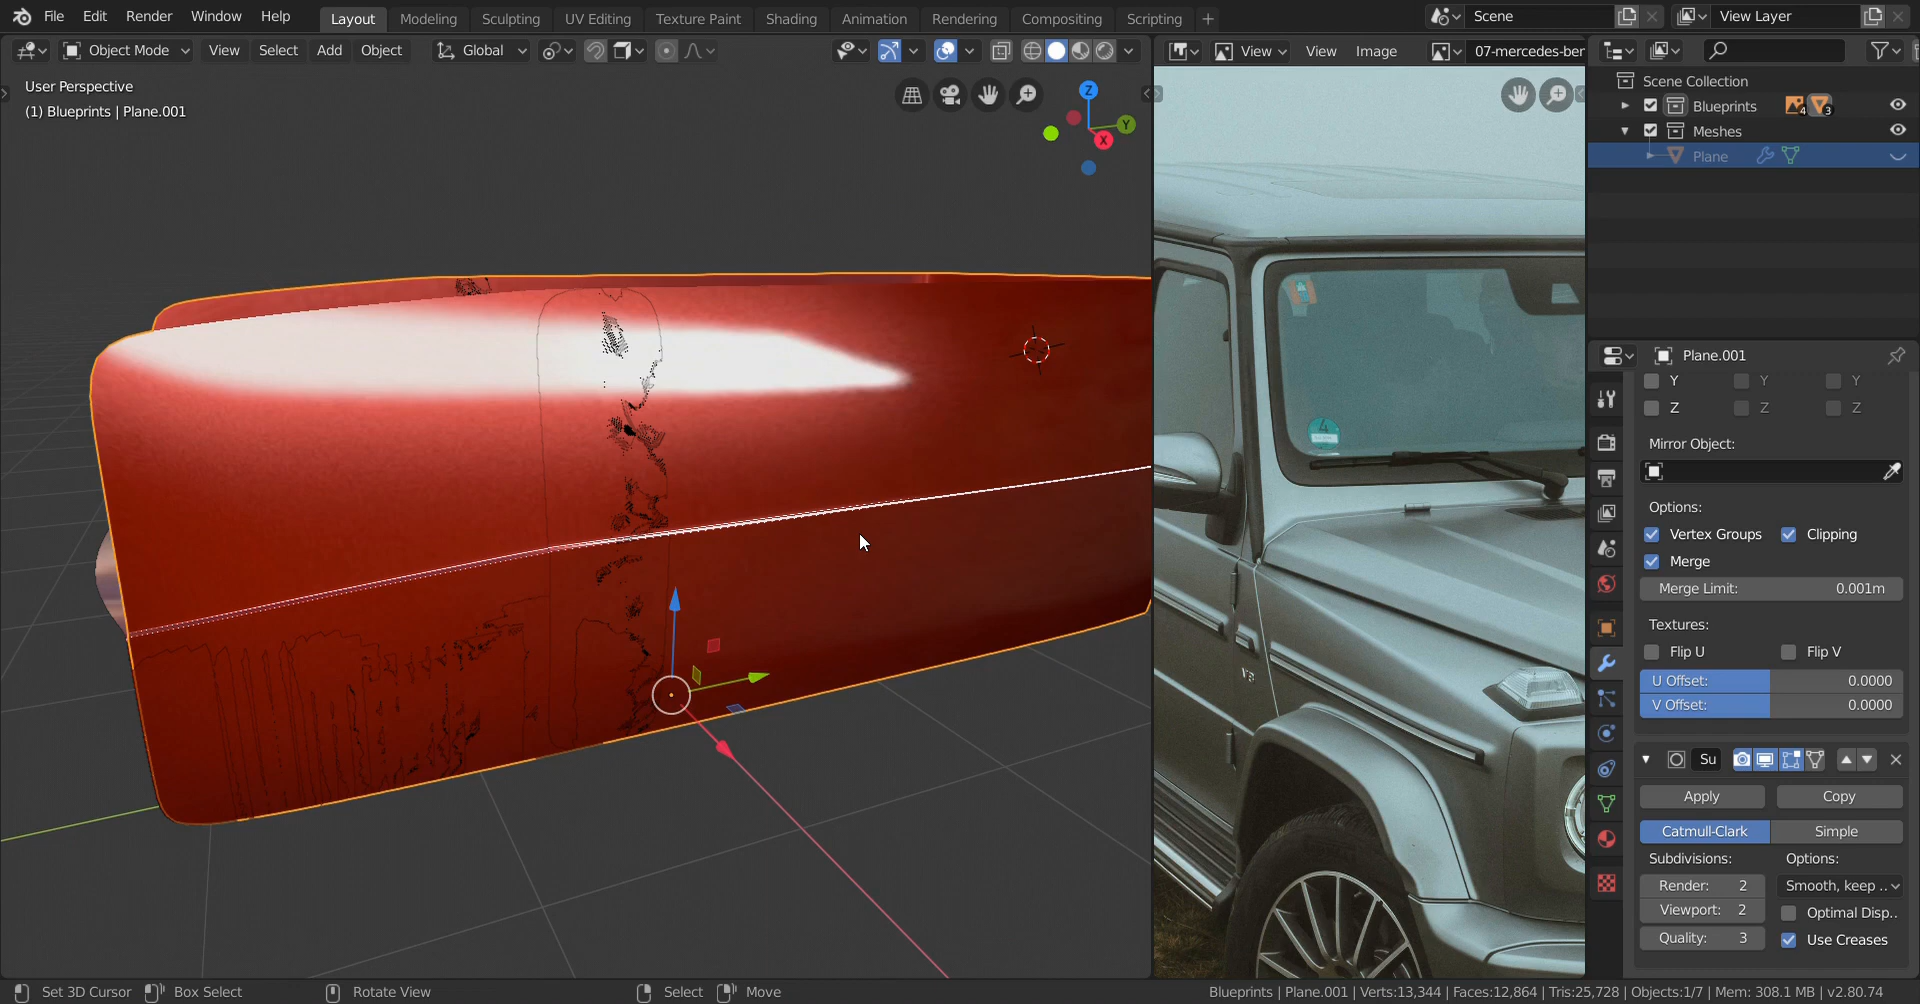 File Edit Render Window Help Layout Modeling Sculpting UV Editing Texture Paint Shading Animation Rendering Compositing Scripting + Scene View Layer
Object Mode View Select Add Object Global View View Image 07-mercedes-ber
User Perspective
(1) Blueprints | Plane.001
Z
Y
X
Scene Collection
Blueprints 4 3
Meshes
Plane
Plane.001
Y Y Y
Z Z Z
Mirror Object:
Options:
Vertex Groups Clipping
Merge
Merge Limit: 0.001m
Textures:
Flip U Flip V
U Offset: 0.0000
V Offset: 0.0000
Su
Apply Copy
Catmull-Clark Simple
Subdivisions: Options:
Render: 2 Smooth, keep ..
Viewport: 2 Optimal Disp..
Quality: 3 Use Creases
4
V8
Set 3D Cursor Box Select Rotate View Select Move Blueprints | Plane.001 | Verts:13,344 | Faces:12,864 | Tris:25,728 | Objects:1/7 | Mem: 308.1 MB | v2.80.74